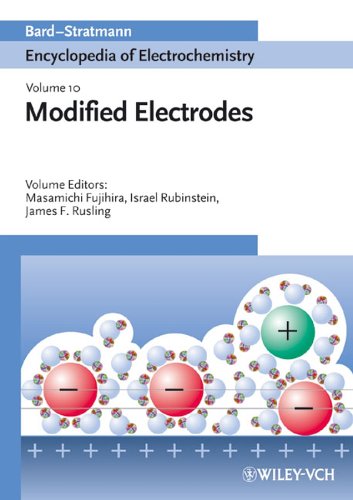 Bard–Stratmann
Encyclopedia of Electrochemistry
Volume 10
Modified Electrodes
Volume Editors:
Masamichi Fujihira, Israel Rubinstein,
James F. Rusling
+
− − −
+ + + + + + + + + + + + + + + + + +
WILEY-VCH